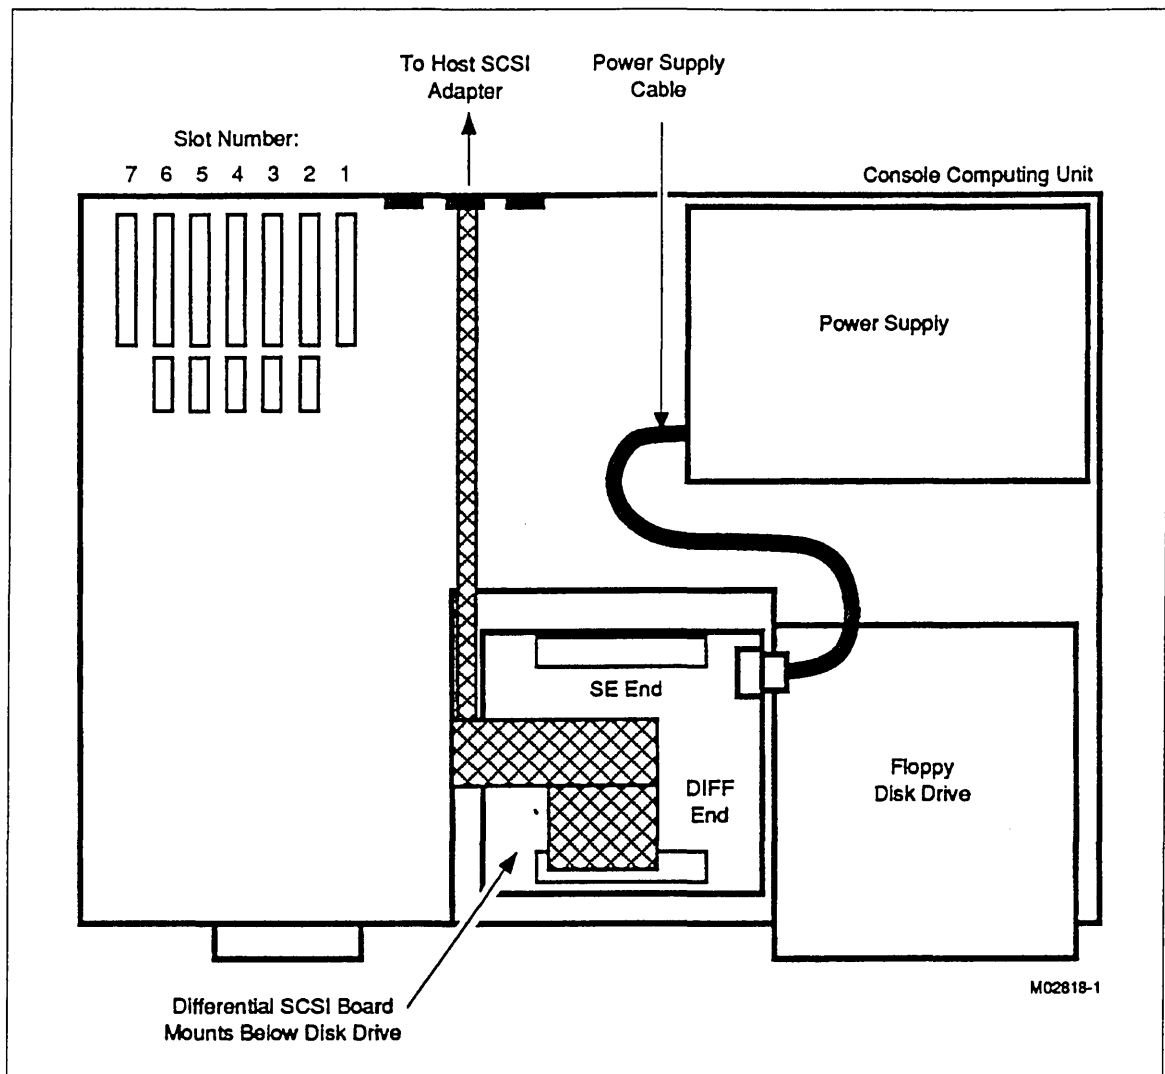 To Host SCSI
Adapter
Power Supply
Cable
Slot Number:
7 6 5 4 3 2 1
Console Computing Unit
Power Supply
SE End
DIFF
End
Floppy
Disk Drive
M02818-1
Differential SCSI Board
Mounts Below Disk Drive